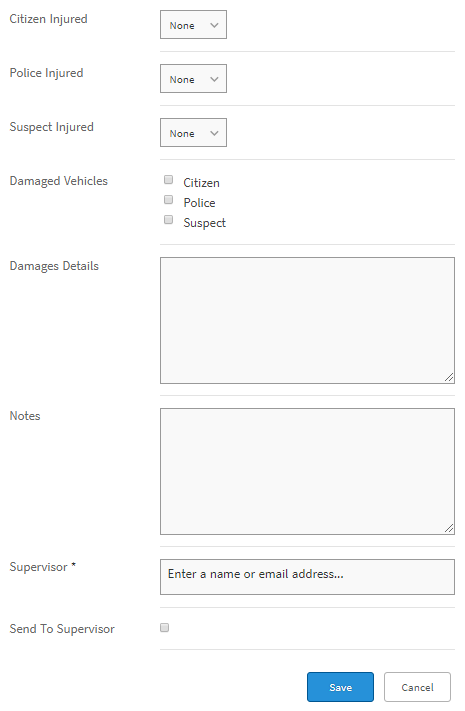 Citizen Injured
None
Police Injured
None
Suspect Injured
None
Damaged Vehicles
Citizen
Police
Suspect
Damages Details
Notes
Supervisor *
Enter a name or email address...
Send To Supervisor
Save
Cancel